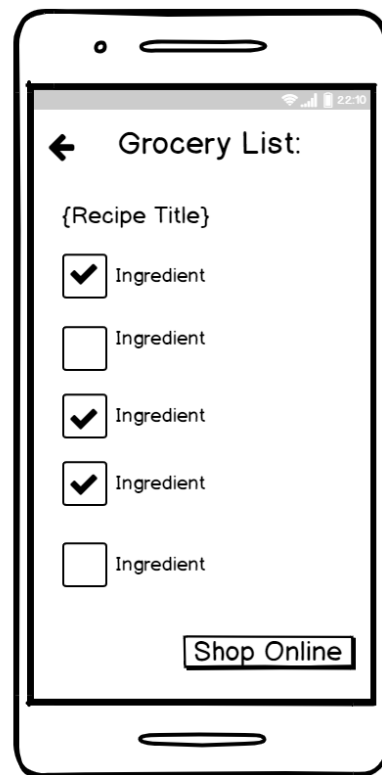 22:10
Grocery List:
{Recipe Title}
Ingredient
Ingredient
Ingredient
Ingredient
Ingredient
Shop Online